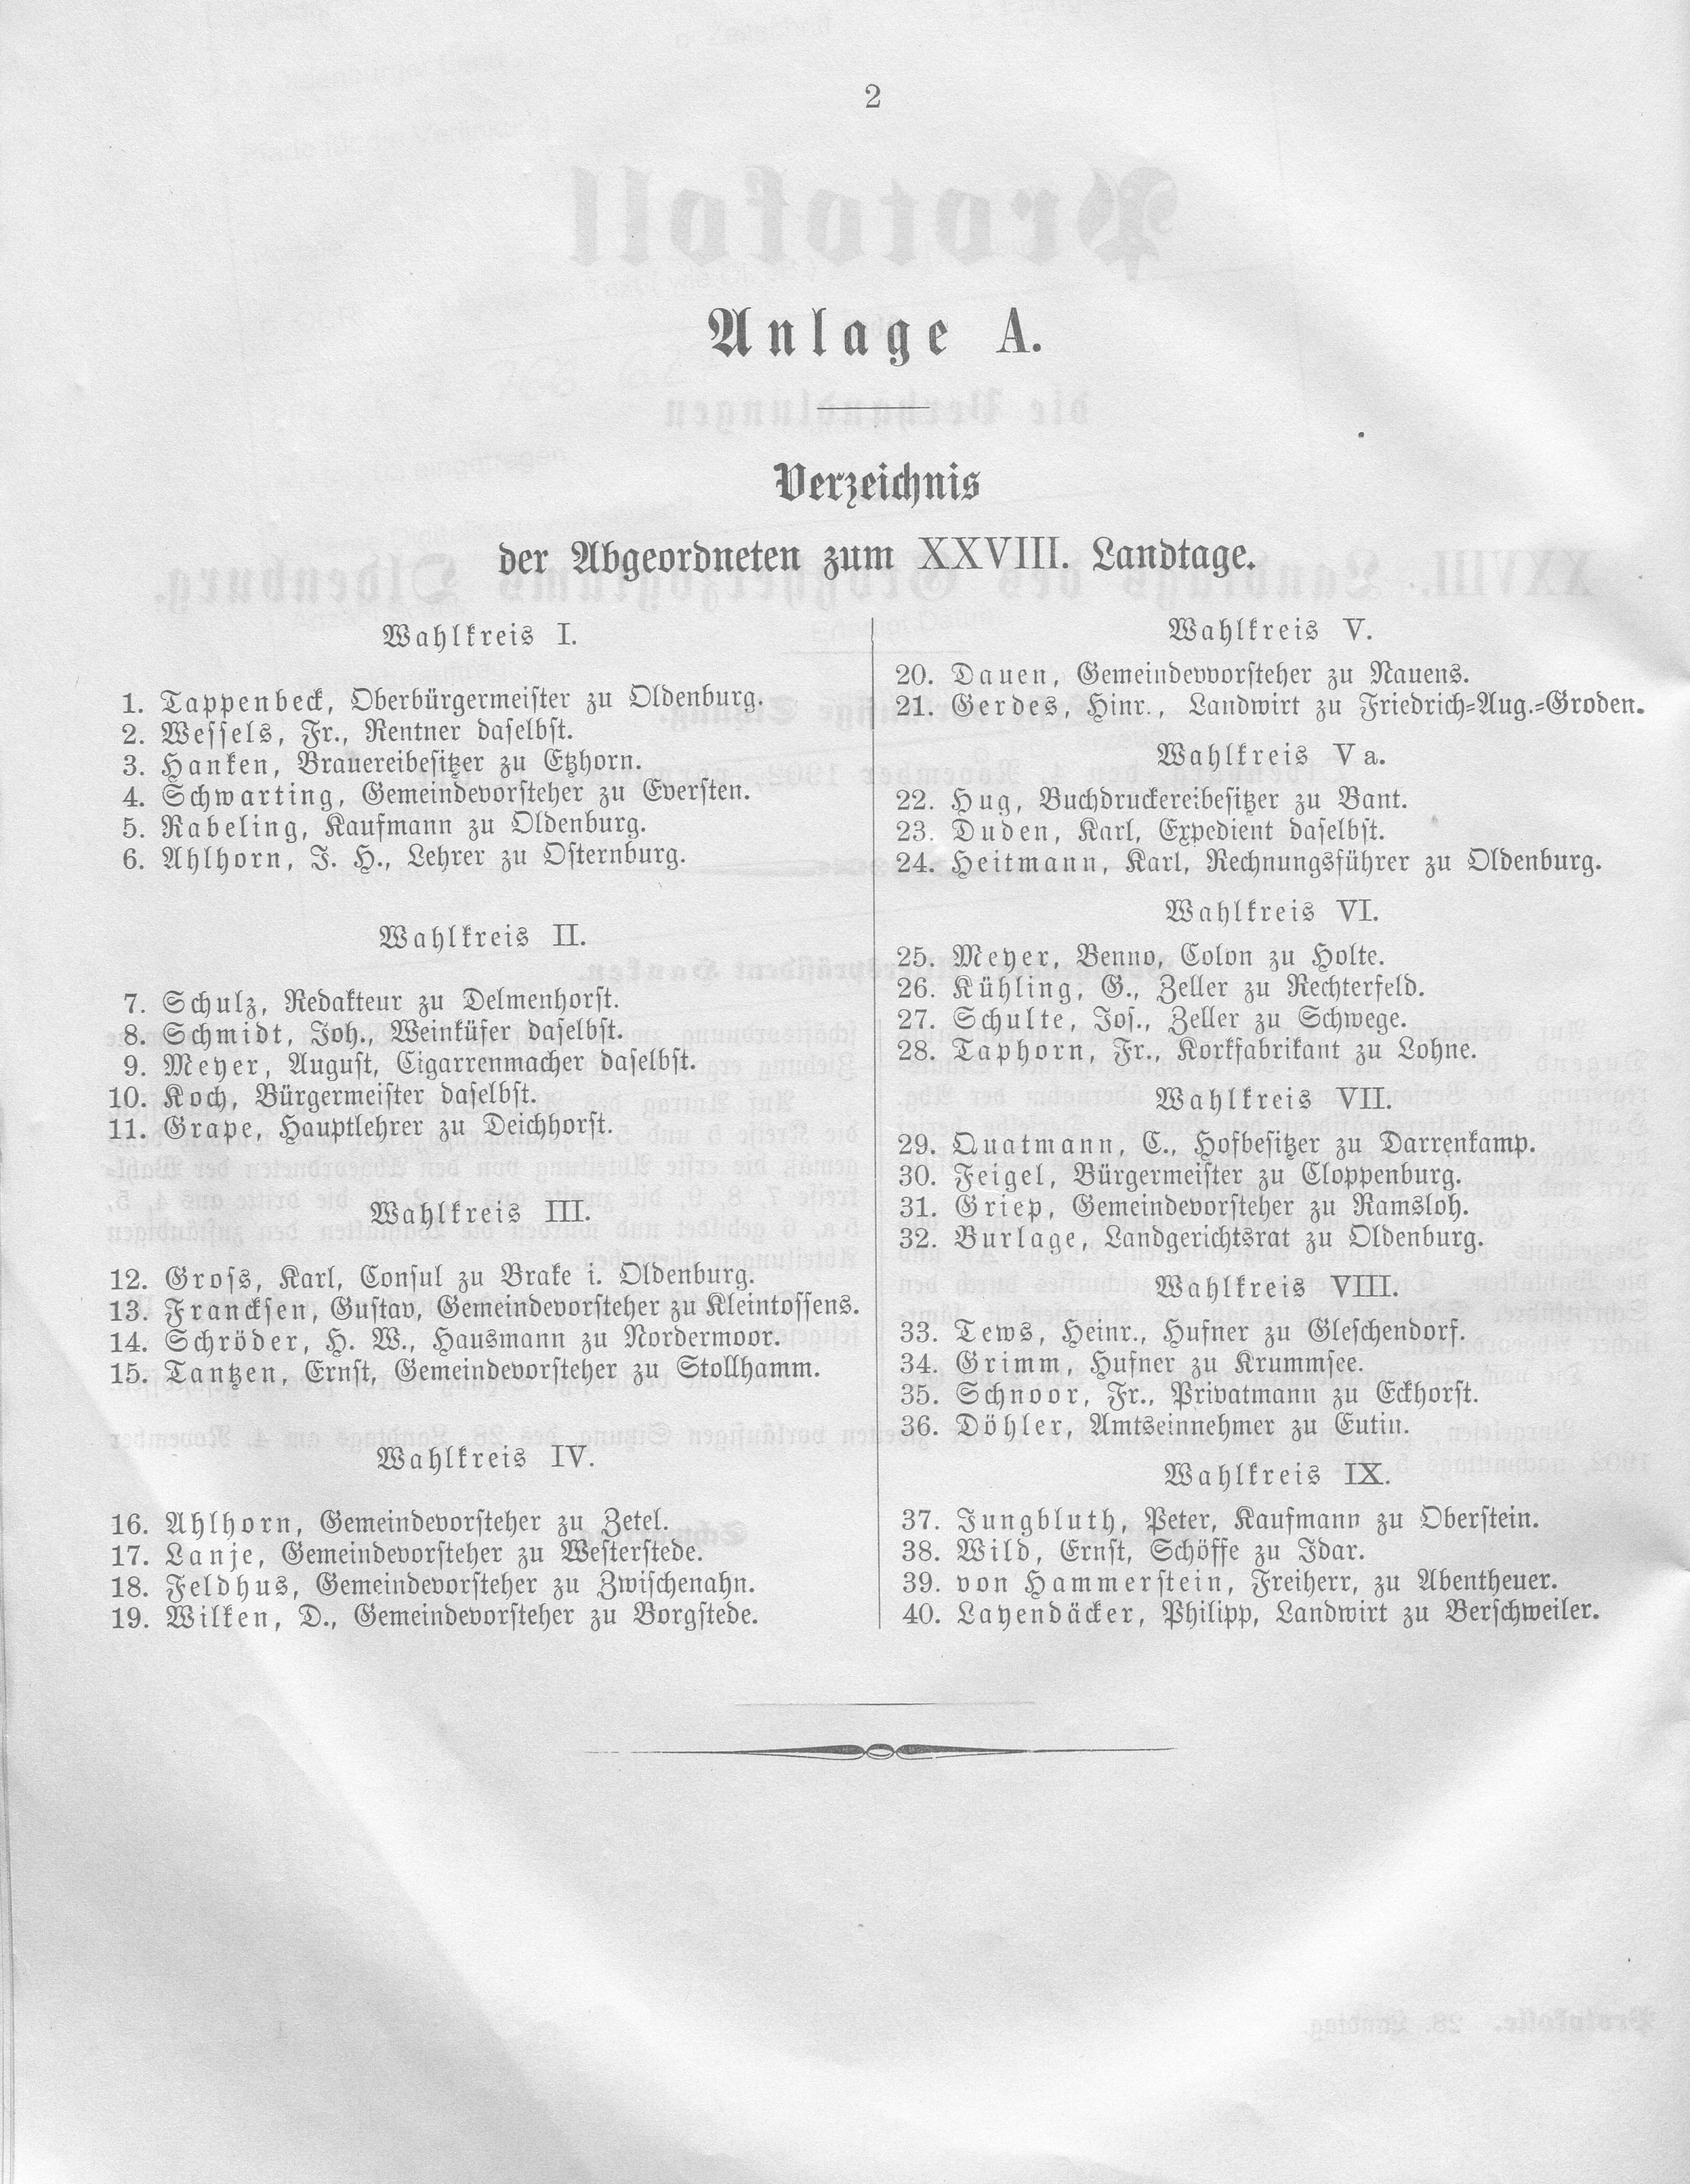 2
Anlage A.
Verzeichnis
der Abgeordneten zum XXVIII. Landtage.
Wahlkreis I.
1. Tappenbeck, Oberbürgermeister zu Oldenburg.
2. Wessels, Fr., Rentner daselbst.
3. Hanken, Brauereibesitzer zu Etzhorn.
4. Schwarting, Gemeindevorsteher zu Eversten.
5. Rabeling, Kaufmann zu Oldenburg.
6. Ahlhorn, J. H., Lehrer zu Osternburg.
Wahlkreis II.
7. Schulz, Redakteur zu Delmenhorst.
8. Schmidt, Joh., Weinküfer daselbst.
9. Meyer, August, Cigarrenmacher daselbst.
10. Koch, Bürgermeister daselbst.
11. Grape, Hauptlehrer zu Deichhorst.
Wahlkreis III.
12. Gross, Karl, Consul zu Brake i. Oldenburg.
13. Francksen, Gustav, Gemeindevorsteher zu Kleintossens.
14. Schröder, H. W., Hausmann zu Nordermoor.
15. Tantzen, Ernst, Gemeindevorsteher zu Stollhamm.
Wahlkreis IV.
16. Ahlhorn, Gemeindevorsteher zu Zetel.
17. Lanje, Gemeindevorsteher zu Westerstede.
18. Feldhus, Gemeindevorsteher zu Zwischenahn.
19. Wilken, D., Gemeindevorsteher zu Borgstede.
Wahlkreis V.
20. Dauen, Gemeindevvorsteher zu Nauens.
21. Gerdes, Hinr., Landwirt zu Friedrich-Aug.-Groden.
Wahlkreis Va.
22. Hug, Buchdruckereibesitzer zu Bant.
23. Duden, Karl, Expedient daselbst.
24. Heitmann, Karl, Rechnungsführer zu Oldenburg.
Wahlkreis VI.
25. Meyer, Benno, Colon zu Holte.
26. Kühling, G., Zeller zu Rechterfeld.
27. Schulte, Jos., Zeller zu Schwege.
28. Taphorn, Fr., Korkfabrikant zu Lohne.
Wahlkreis VII.
29. Quatmann, C., Hofbesitzer zu Darrenkamp.
30. Feigel, Bürgermeister zu Cloppenburg.
31. Griep, Gemeindevorsteher zu Ramsloh.
32. Burlage, Landgerichtsrat zu Oldenburg.
Wahlkreis VIII.
33. Tews, Heinr., Hufner zu Gleschendorf.
34. Grimm, Hufner zu Krummsee.
35. Schnoor, Fr., Privatmann zu Eckhorst.
36. Döhler, Amtseinnehmer zu Eutin.
Wahlkreis IX.
37. Jungbluth, Peter, Kaufmann zu Oberstein.
38. Wild, Ernst, Schöffe zu Idar.
39. von Hammerstein, Freiherr, zu Abentheuer.
40. Layendäcker, Philipp, Landwirt zu Berschweiler.